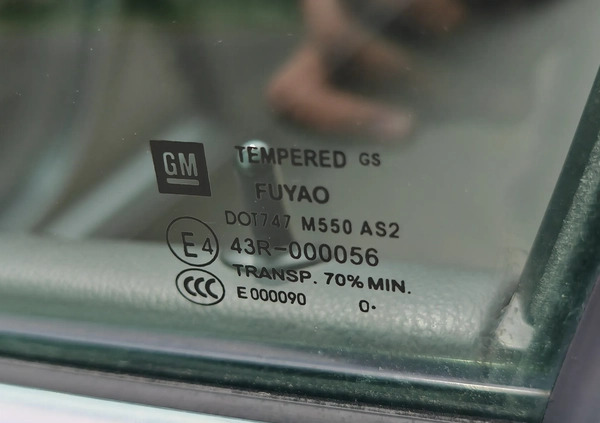 GM
TEMPERED GS
FUYAO
DOT747 M550 AS2
E4 43R-000056
TRANSP. 70% MIN.
CCC E000090 0•